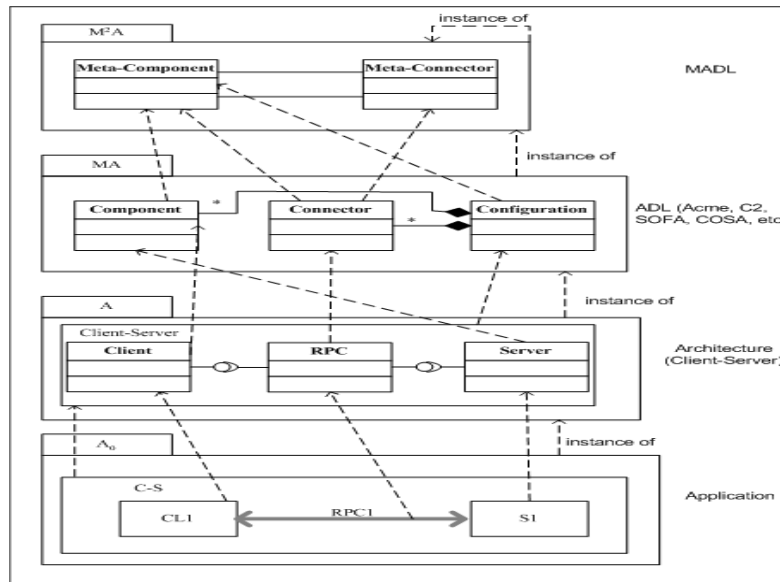 M²A
instance of
Meta-Component
Meta-Connector
MADL
MA
instance of
Component
*
Connector
*
Configuration
ADL (Acme, C2,
SOFA, COSA, etc
A
instance of
Client-Server
Client
RPC
Server
Architecture
(Client-Server)
A₀
instance of
C-S
CL1
RPC1
S1
Application